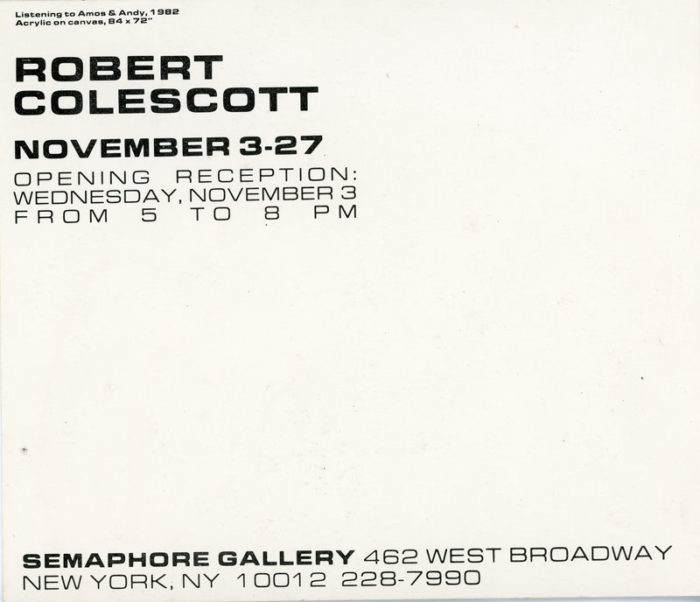 Listening to Amos & Andy, 1982
Acrylic on canvas, 84 x 72"
ROBERT
COLESCOTT
NOVEMBER 3-27
OPENING RECEPTION:
WEDNESDAY, NOVEMBER 3
FROM 5 TO 8 PM
SEMAPHORE GALLERY 462 WEST BROADWAY
NEW YORK, NY 10012 228-7990